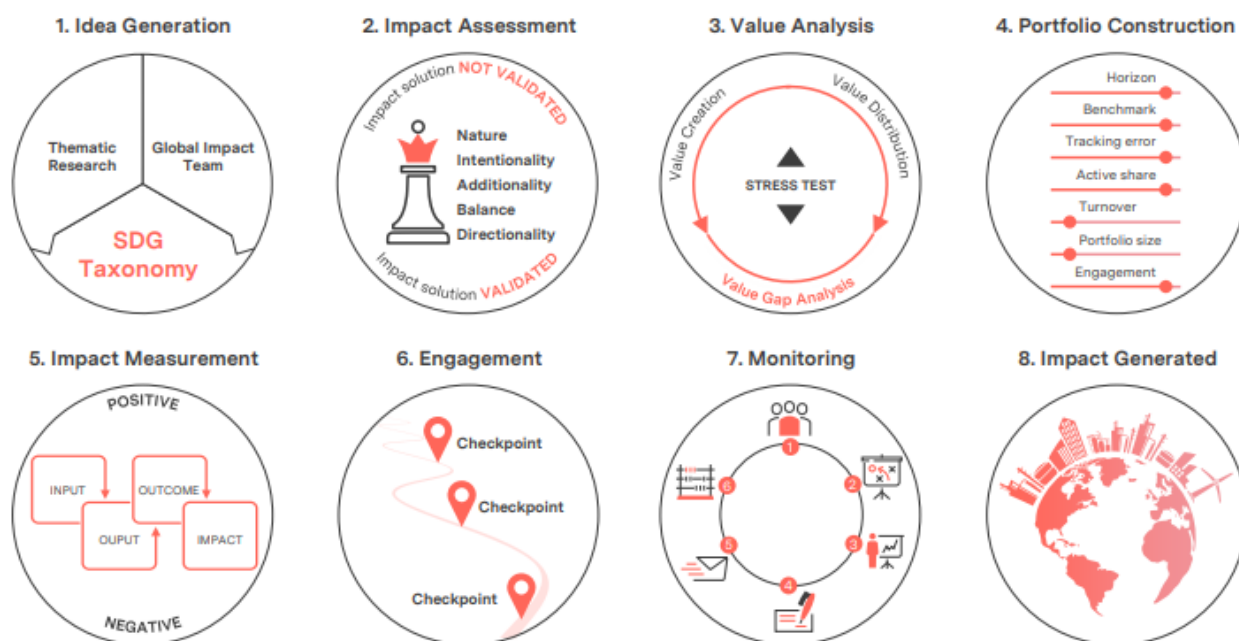 1. Idea Generation
Thematic
Research
Global Impact
Team
SDG
Taxonomy
2. Impact Assessment
Impact solution NOT VALIDATED
Nature
Intentionality
Additionality
Balance
Directionality
Impact solution VALIDATED
3. Value Analysis
Value Creation
Value Distribution
STRESS TEST
Value Gap Analysis
4. Portfolio Construction
Horizon
Benchmark
Tracking error
Active share
Turnover
Portfolio size
Engagement
5. Impact Measurement
POSITIVE
INPUT
OUTCOME
OUPUT
IMPACT
NEGATIVE
6. Engagement
Checkpoint
Checkpoint
Checkpoint
7. Monitoring
1
2
3
4
5
6
8. Impact Generated